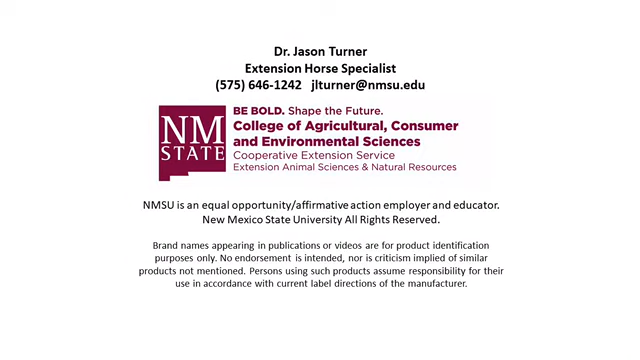 Dr. Jason Turner
Extension Horse Specialist
(575) 646-1242 jlturner@nmsu.edu
NM
STATE
BE BOLD. Shape the Future.
College of Agricultural, Consumer
and Environmental Sciences
Cooperative Extension Service
Extension Animal Sciences & Natural Resources
NMSU is an equal opportunity/affirmative action employer and educator.
New Mexico State University All Rights Reserved.
Brand names appearing in publications or videos are for product identification
purposes only. No endorsement is intended, nor is criticism implied of similar
products not mentioned. Persons using such products assume responsibility for their
use in accordance with current label directions of the manufacturer.